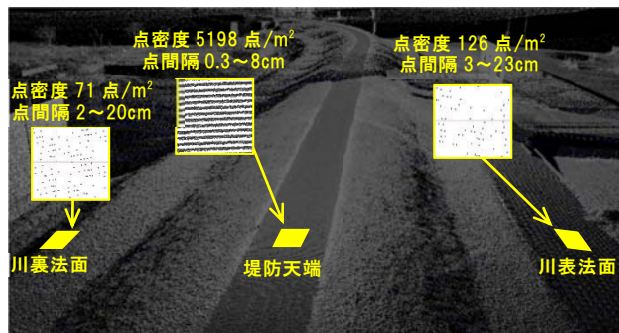 点密度 5198 点/m²
点間隔 0.3～8cm
点密度 126 点/m²
点間隔 3～23cm
点密度 71 点/m²
点間隔 2～20cm
川裏法面
堤防天端
川表法面